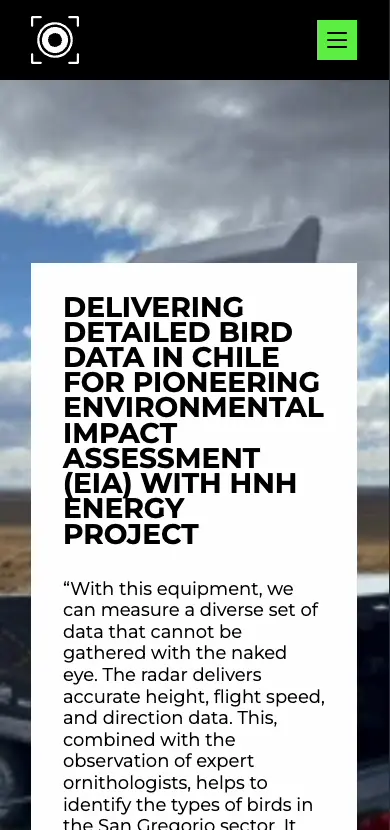 DELIVERING
DETAILED BIRD
DATA IN CHILE
FOR PIONEERING
ENVIRONMENTAL
IMPACT
ASSESSMENT
(EIA) WITH HNH
ENERGY
PROJECT
“With this equipment, we
can measure a diverse set of
data that cannot be
gathered with the naked
eye. The radar delivers
accurate height, flight speed,
and direction data. This,
combined with the
observation of expert
ornithologists, helps to
identify the types of birds in
the San Gregorio sector. It